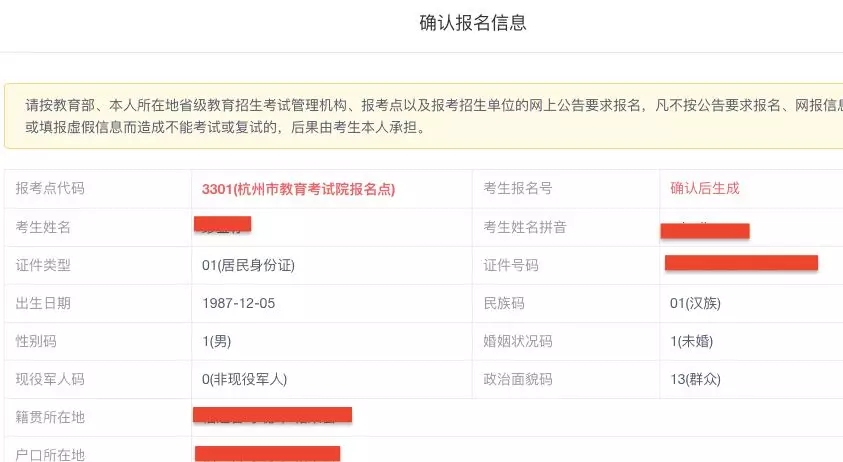 确认报名信息
请按教育部、本人所在地省级教育招生考试管理机构、报考点以及报考招生单位的网上公告要求报名，凡不按公告要求报名、网报信息
或填报虚假信息而造成不能考试或复试的，后果由考生本人承担。
报考点代码 3301(杭州市教育考试院报名点) 考生报名号 确认后生成
考生姓名 考生姓名拼音
证件类型 01(居民身份证) 证件号码
出生日期 1987-12-05 民族码 01(汉族)
性别码 1(男) 婚姻状况码 1(未婚)
现役军人码 0(非现役军人) 政治面貌码 13(群众)
籍贯所在地
户口所在地